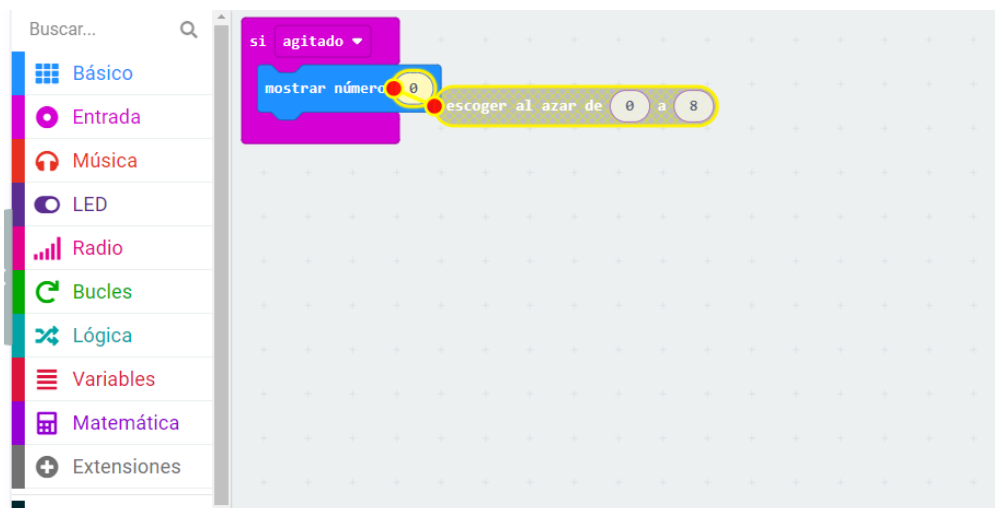 Buscar...
Básico
Entrada
Música
LED
Radio
Bucles
Lógica
Variables
Matemática
Extensiones
si agitado
mostrar número 0
escoger al azar de 0 a 8